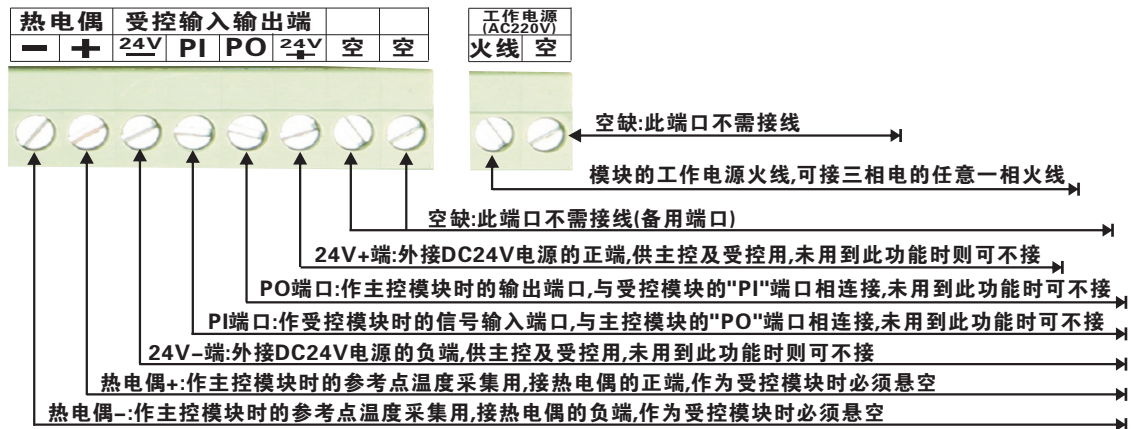 热电偶 受控输入输出端 工作电源
(AC220V)
− + 24V− PI PO 24V+ 空 空 火线 空
空缺:此端口不需接线
模块的工作电源火线,可接三相电的任意一相火线
空缺:此端口不需接线(备用端口)
24V+端:外接DC24V电源的正端,供主控及受控用,未用到此功能时则可不接
PO端口:作主控模块时的输出端口,与受控模块的"PI"端口相连接,未用到此功能时可不接
PI端口:作受控模块时的信号输入端口,与主控模块的"PO"端口相连接,未用到此功能时可不接
24V−端:外接DC24V电源的负端,供主控及受控用,未用到此功能时则可不接
热电偶+:作主控模块时的参考点温度采集用,接热电偶的正端,作为受控模块时必须悬空
热电偶−:作主控模块时的参考点温度采集用,接热电偶的负端,作为受控模块时必须悬空